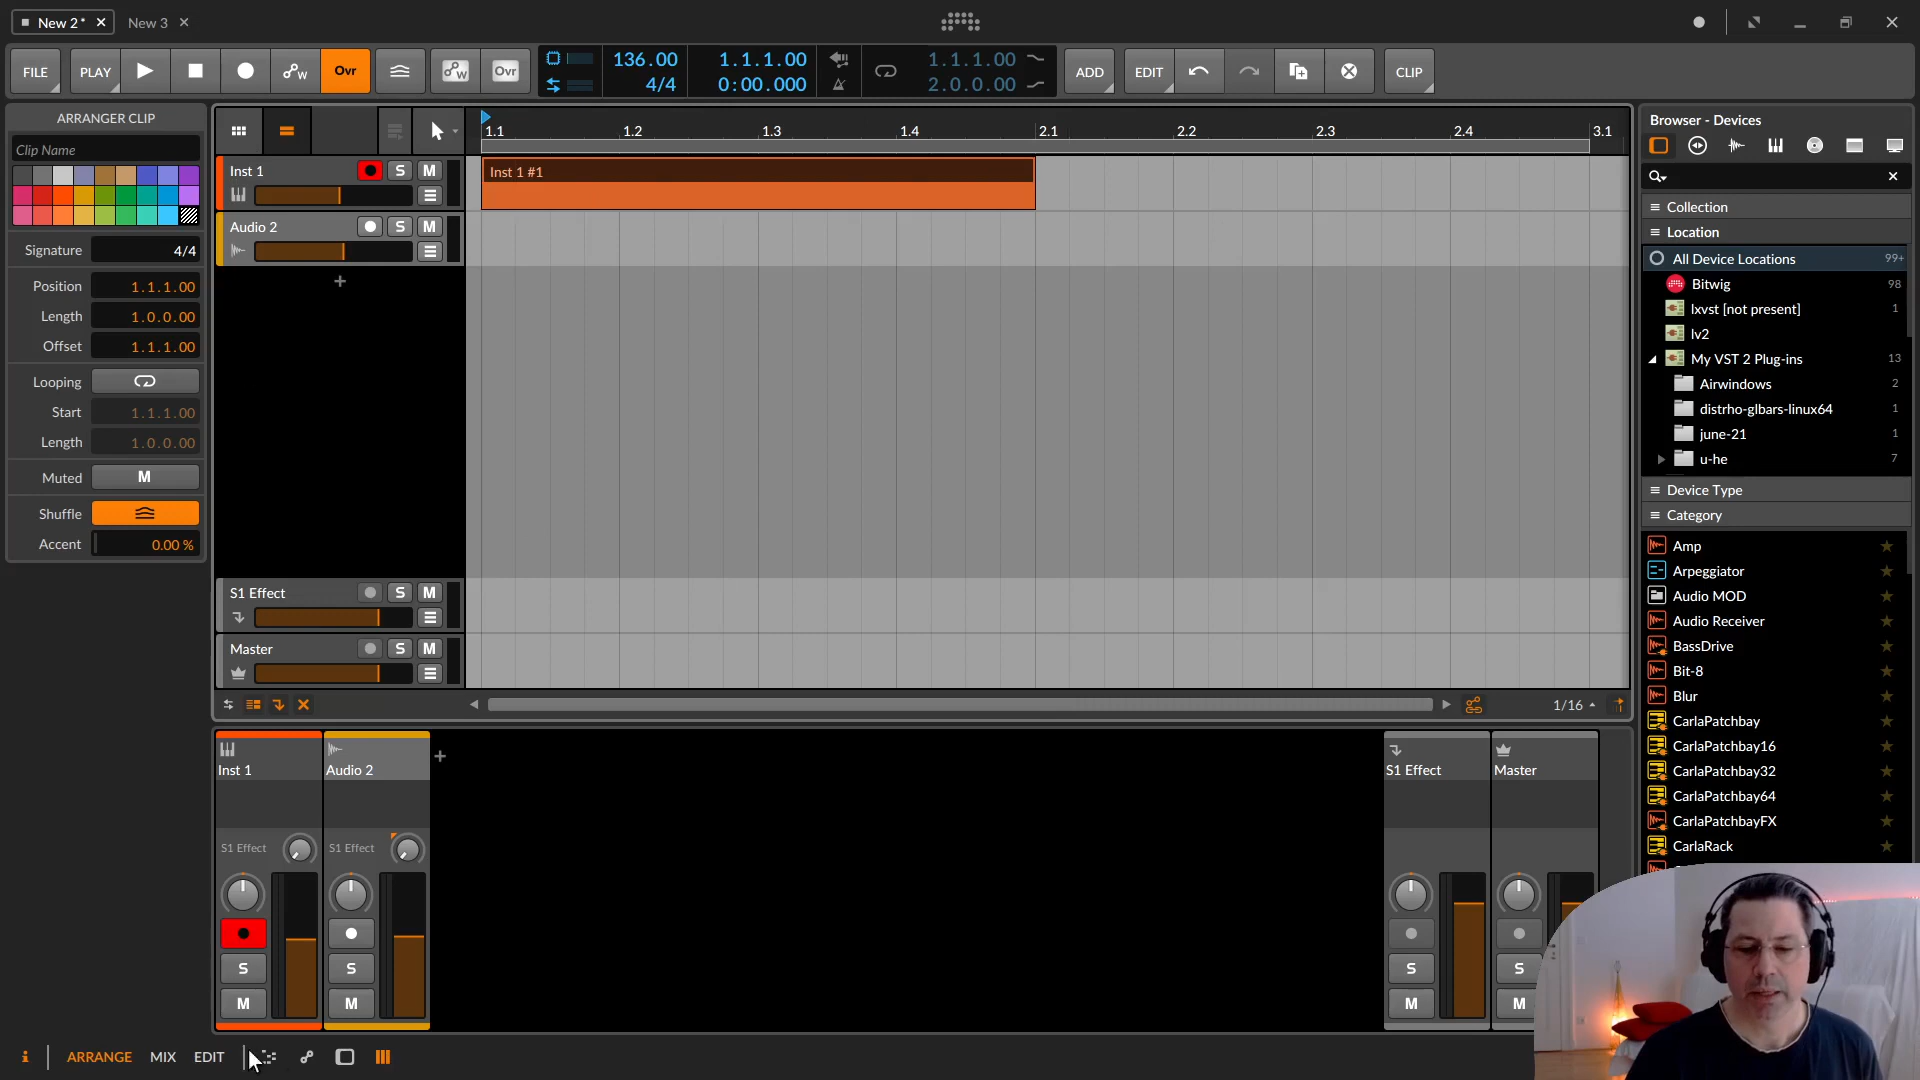 New 2*
New 3
FILE
PLAY
Ovr
Ovr
136.00
4/4
1.1.1.00
0:00.000
1.1.1.00
2.0.0.00
ADD
EDIT
CLIP
ARRANGER CLIP
Clip Name
Signature 4/4
Position 1.1.1.00
Length 1.0.0.00
Offset 1.1.1.00
Looping
Start 1.1.1.00
Length 1.0.0.00
Muted M
Shuffle
Accent 0.00 %
1.1 1.2 1.3 1.4 2.1 2.2 2.3 2.4 3.1
Inst 1 S M
Inst 1 #1
Audio 2 S M
+
S1 Effect S M
Master S M
1/16
Inst 1
Audio 2
+
S1 Effect
Master
S1 Effect
S1 Effect
S S S S
M M M M
i ARRANGE MIX EDIT
Browser - Devices
Collection
Location
All Device Locations 99+
Bitwig 98
lxvst [not present] 1
lv2
My VST 2 Plug-ins 13
Airwindows 2
distrho-glbars-linux64 1
june-21 1
u-he 7
Device Type
Category
Amp
Arpeggiator
Audio MOD
Audio Receiver
BassDrive
Bit-8
Blur
CarlaPatchbay
CarlaPatchbay16
CarlaPatchbay32
CarlaPatchbay64
CarlaPatchbayFX
CarlaRack